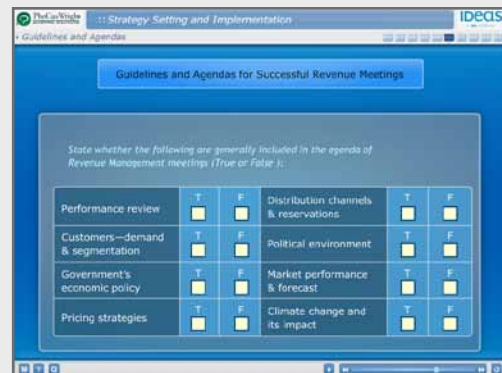 :: Strategy Setting and Implementation
IDeaS
Guidelines and Agendas
Guidelines and Agendas for Successful Revenue Meetings
State whether the following are generally included in the agenda of
Revenue Management meetings (True or False ):
Performance review
T F
Distribution channels
& reservations
T F
Customers—demand
& segmentation
T F
Political environment
T F
Government's
economic policy
T F
Market performance
& forecast
T F
Pricing strategies
T F
Climate change and
its impact
T F
M ? G